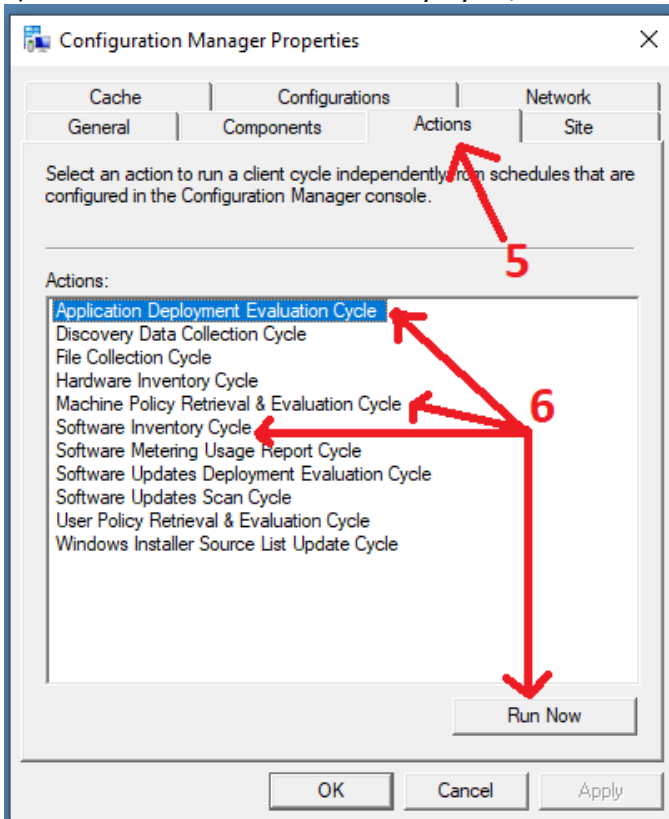 Configuration Manager Properties
Cache Configurations Network
General Components Actions Site
Select an action to run a client cycle independently from schedules that are
configured in the Configuration Manager console.
5
Actions:
Application Deployment Evaluation Cycle
Discovery Data Collection Cycle
File Collection Cycle
Hardware Inventory Cycle
Machine Policy Retrieval & Evaluation Cycle
6
Software Inventory Cycle
Software Metering Usage Report Cycle
Software Updates Deployment Evaluation Cycle
Software Updates Scan Cycle
User Policy Retrieval & Evaluation Cycle
Windows Installer Source List Update Cycle
Run Now
OK Cancel Apply